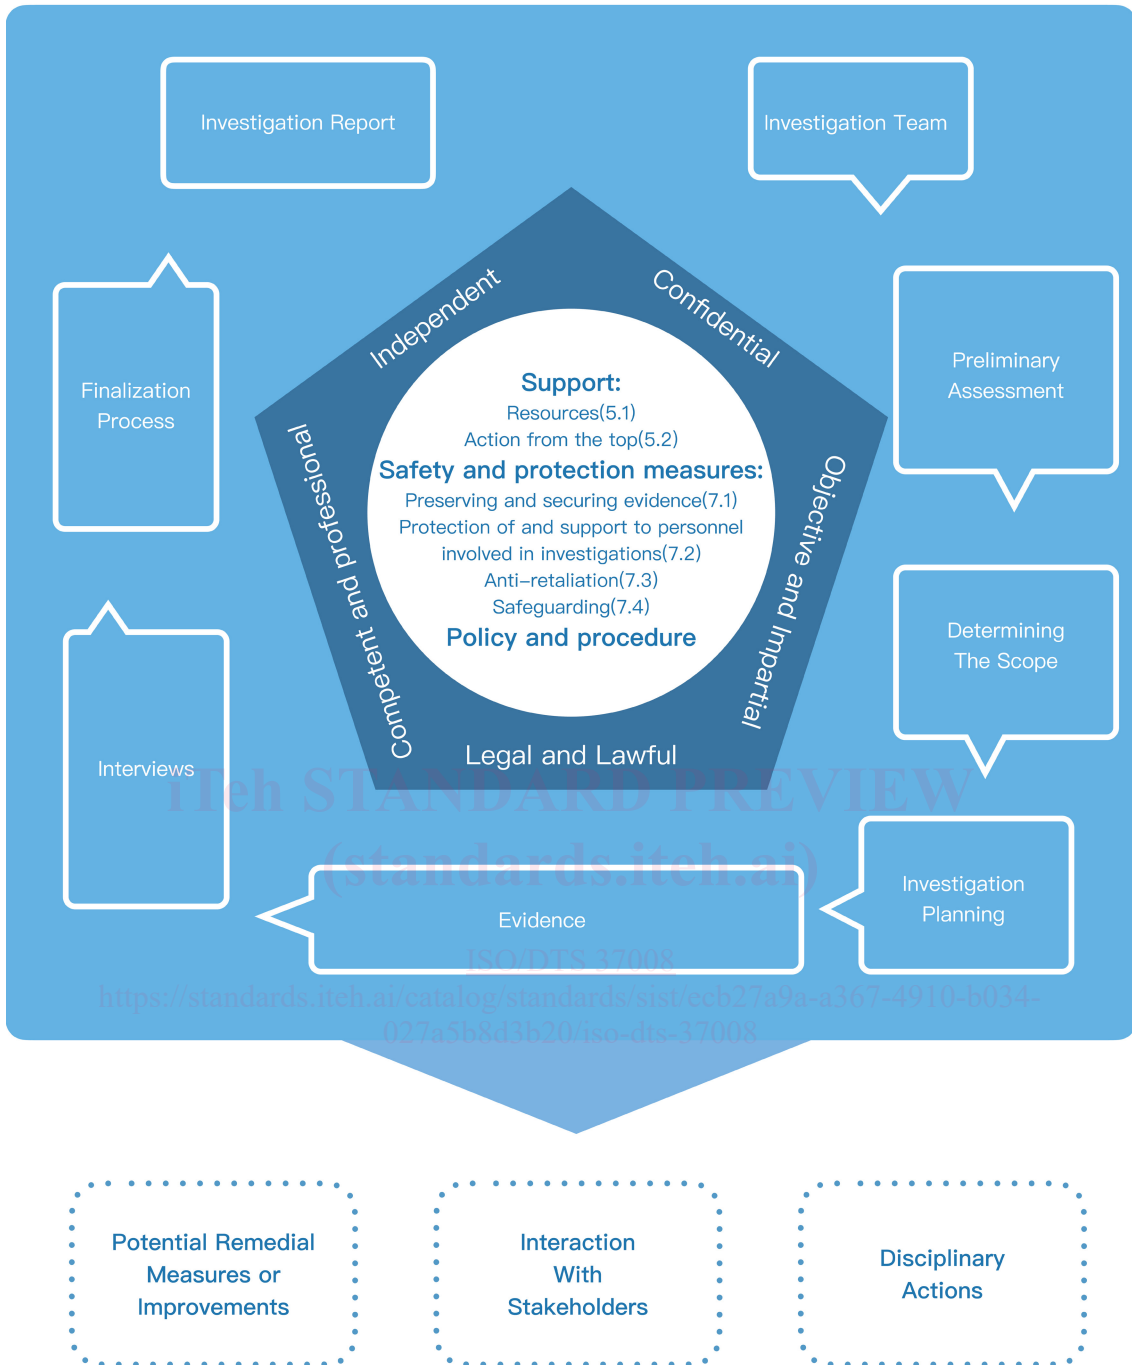 Investigation Report
Investigation Team
Independent
Confidential
Preliminary
Assessment
Finalization
Process
Support:
Resources(5.1)
Action from the top(5.2)
Safety and protection measures:
Preserving and securing evidence(7.1)
Protection of and support to personnel
involved in investigations(7.2)
Anti-retaliation(7.3)
Safeguarding(7.4)
Policy and procedure
Competent and professional
Objective and Impartial
Determining
The Scope
Legal and Lawful
Interviews
iTeh STANDARD PREVIEW
(standards.iteh.ai)
Investigation
Planning
Evidence
ISO/DTS 37008
https://standards.iteh.ai/catalog/standards/sist/ecb27a9a-a367-4910-b034-
027a5b8d3b20/iso-dts-37008
Potential Remedial
Measures or
Improvements
Interaction
With
Stakeholders
Disciplinary
Actions